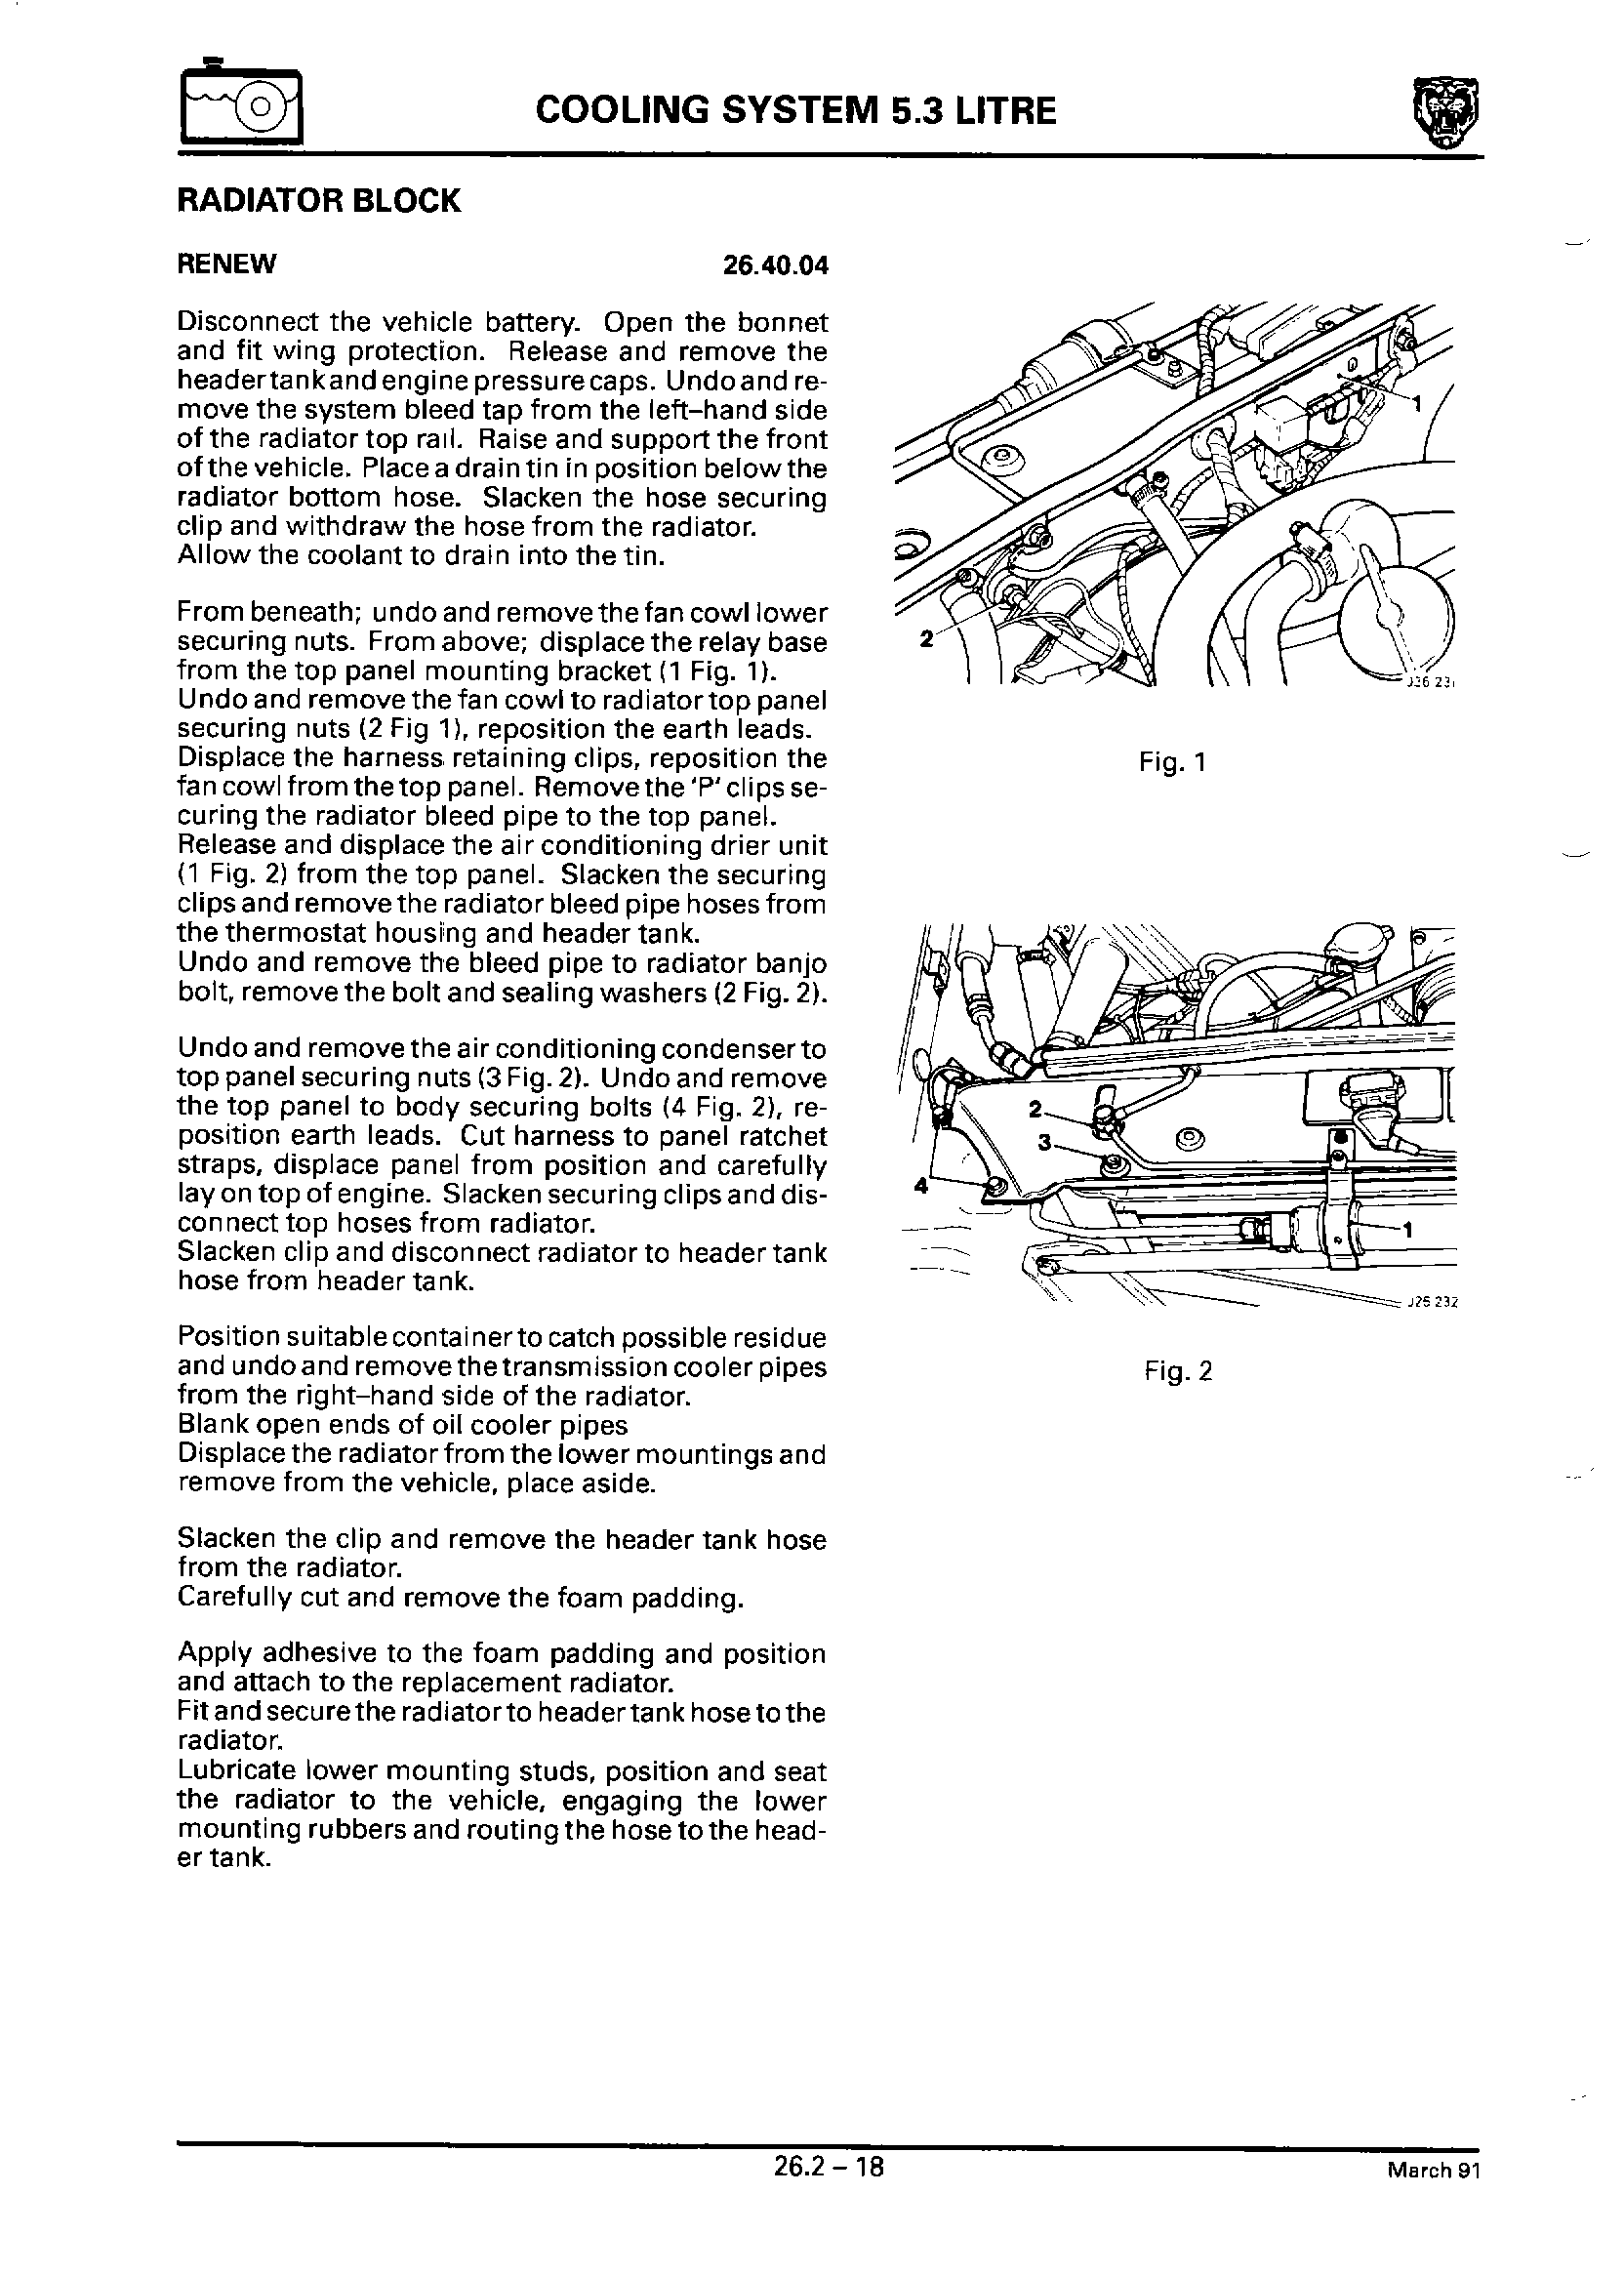 COOLING SYSTEM 5.3 LITRE
RADIATOR BLOCK
RENEW 26.40.04
Disconnect the vehicle battery. Open the bonnet
and fit wing protection. Release and remove the
header tank and engine pressure caps. Undo and re-
move the system bleed tap from the left-hand side
of the radiator top rail. Raise and support the front
of the vehicle. Place a drain tin in position below the
radiator bottom hose. Slacken the hose securing
clip and withdraw the hose from the radiator.
Allow the coolant to drain into the tin.
From beneath; undo and remove the fan cowl lower
securing nuts. From above; displace the relay base
from the top panel mounting bracket (1 Fig. 1).
Undo and remove the fan cowl to radiator top panel
securing nuts (2 Fig 1), reposition the earth leads.
Displace the harness retaining clips, reposition the
fan cowl from the top panel. Remove the 'P' clips se-
curing the radiator bleed pipe to the top panel.
Release and displace the air conditioning drier unit
(1 Fig. 2) from the top panel. Slacken the securing
clips and remove the radiator bleed pipe hoses from
the thermostat housing and header tank.
Undo and remove the bleed pipe to radiator banjo
bolt, remove the bolt and sealing washers (2 Fig. 2).
Undo and remove the air conditioning condenser to
top panel securing nuts (3 Fig. 2). Undo and remove
the top panel to body securing bolts (4 Fig. 2), re-
position earth leads. Cut harness to panel ratchet
straps, displace panel from position and carefully
lay on top of engine. Slacken securing clips and dis-
connect top hoses from radiator.
Slacken clip and disconnect radiator to header tank
hose from header tank.
Position suitable container to catch possible residue
and undo and remove the transmission cooler pipes
from the right-hand side of the radiator.
Blank open ends of oil cooler pipes
Displace the radiator from the lower mountings and
remove from the vehicle, place aside.
Slacken the clip and remove the header tank hose
from the radiator.
Carefully cut and remove the foam padding.
Apply adhesive to the foam padding and position
and attach to the replacement radiator.
Fit and secure the radiator to header tank hose to the
radiator.
Lubricate lower mounting studs, position and seat
the radiator to the vehicle, engaging the lower
mounting rubbers and routing the hose to the head-
er tank.
1
2
Fig. 1
2
3
4
1
J26 232
Fig. 2
26.2 – 18
March 91